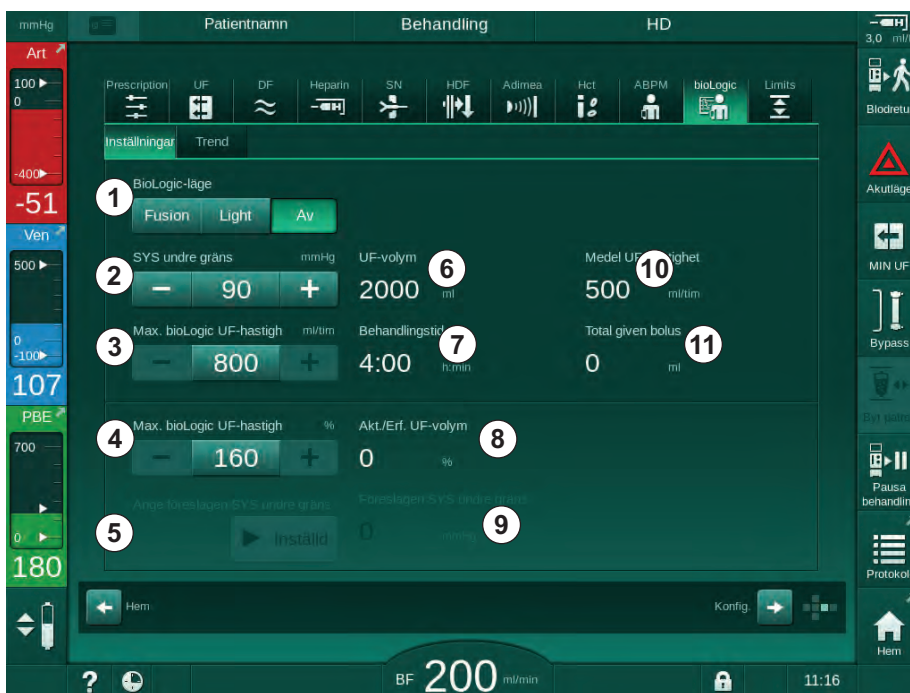 mmHg Patientnamn Behandling HD
3,0 ml/
Art
100
0
-400
-51
Ven
500
0
-100
107
PBE
700
0
180
Prescription UF DF Heparin SN HDF Adimea Hct ABPM bioLogic Limits
Inställningar Trend
BioLogic-läge
1 Fusion Light Av
SYS undre gräns mmHg UF-volym Medel UF
2 − 90 + 2000 ml 6 500 ml/tim 10
Max. bioLogic UF-hastigh ml/tim Behandlingstid Total given bolus
3 − 800 + 4:00 h:min 7 0 ml 11
Max. bioLogic UF-hastigh % Akt./Erf. UF-volym
4 − 160 + 0 % 8
Ange föreslagen SYS undre gräns Föreslagen SYS undre gräns
5 Inställd 0 mmHg 9
Hem Konfig.
Blodretu
Akutläge
MIN UF
Bypass
Byt patro
Pausa
behandlin
Protokol
Hem
? BF 200 ml/min 11:16